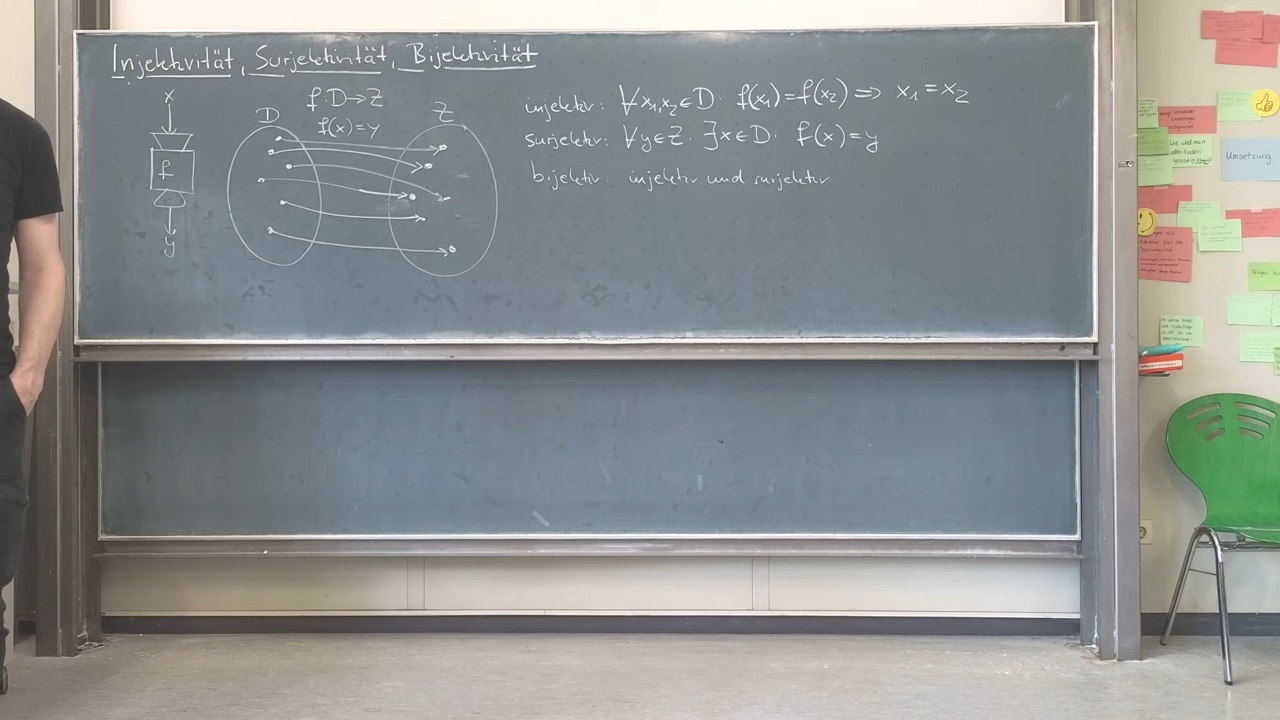 Injektivität, Surjektivität, Bijektivität
x
f
y
f: D→Z
f(x)=y
D
Z
injektiv: ∀x₁,x₂∈D: f(x₁)=f(x₂) ⇒ x₁=x₂
surjektiv: ∀y∈Z: ∃x∈D: f(x)=y
bijektiv: injektiv und surjektiv.
Umsetzung